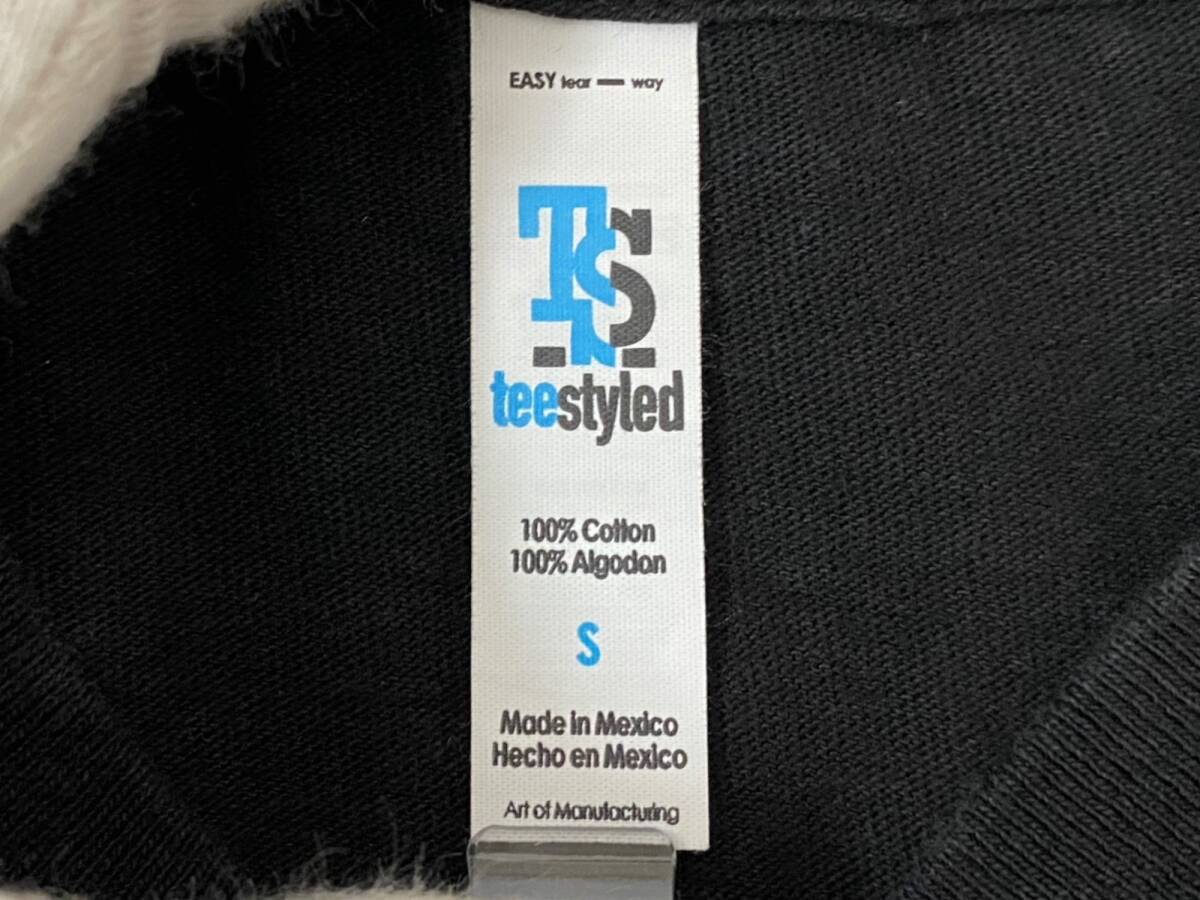 EASY tear — way
TS
teestyled
100% Cotton
100% Algodon
S
Made in Mexico
Hecho en Mexico
Art of Manufacturing